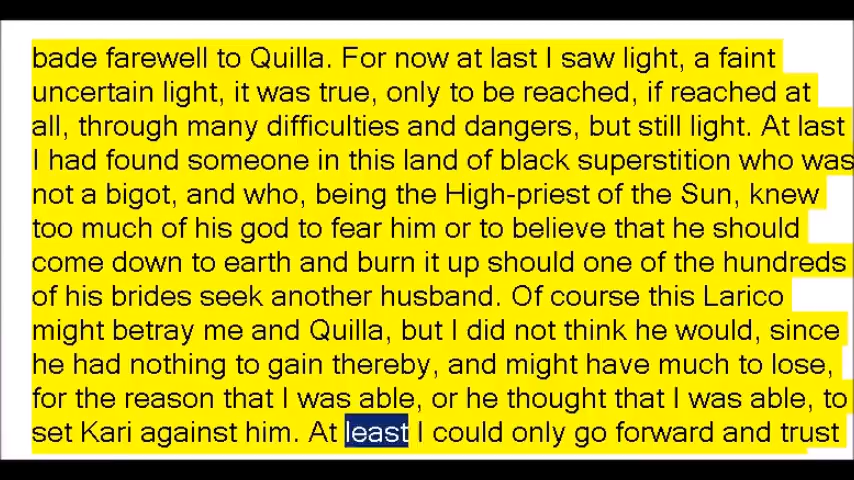 bade farewell to Quilla. For now at last I saw light, a faint
uncertain light, it was true, only to be reached, if reached at
all, through many difficulties and dangers, but still light. At last
I had found someone in this land of black superstition who was
not a bigot, and who, being the High-priest of the Sun, knew
too much of his god to fear him or to believe that he should
come down to earth and burn it up should one of the hundreds
of his brides seek another husband. Of course this Larico
might betray me and Quilla, but I did not think he would, since
he had nothing to gain thereby, and might have much to lose,
for the reason that I was able, or he thought that I was able, to
set Kari against him. At least I could only go forward and trust